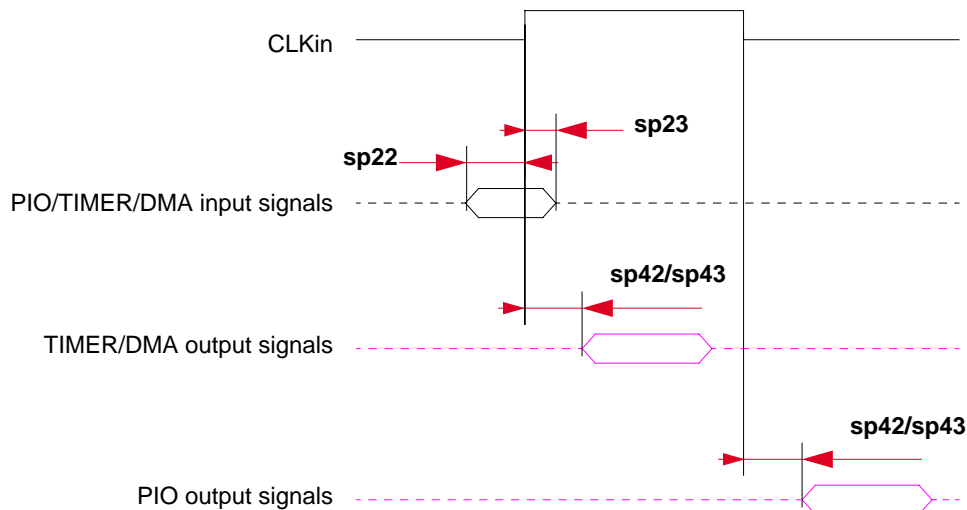 CLKin
sp23
sp22
PIO/TIMER/DMA input signals
sp42/sp43
TIMER/DMA output signals
sp42/sp43
PIO output signals